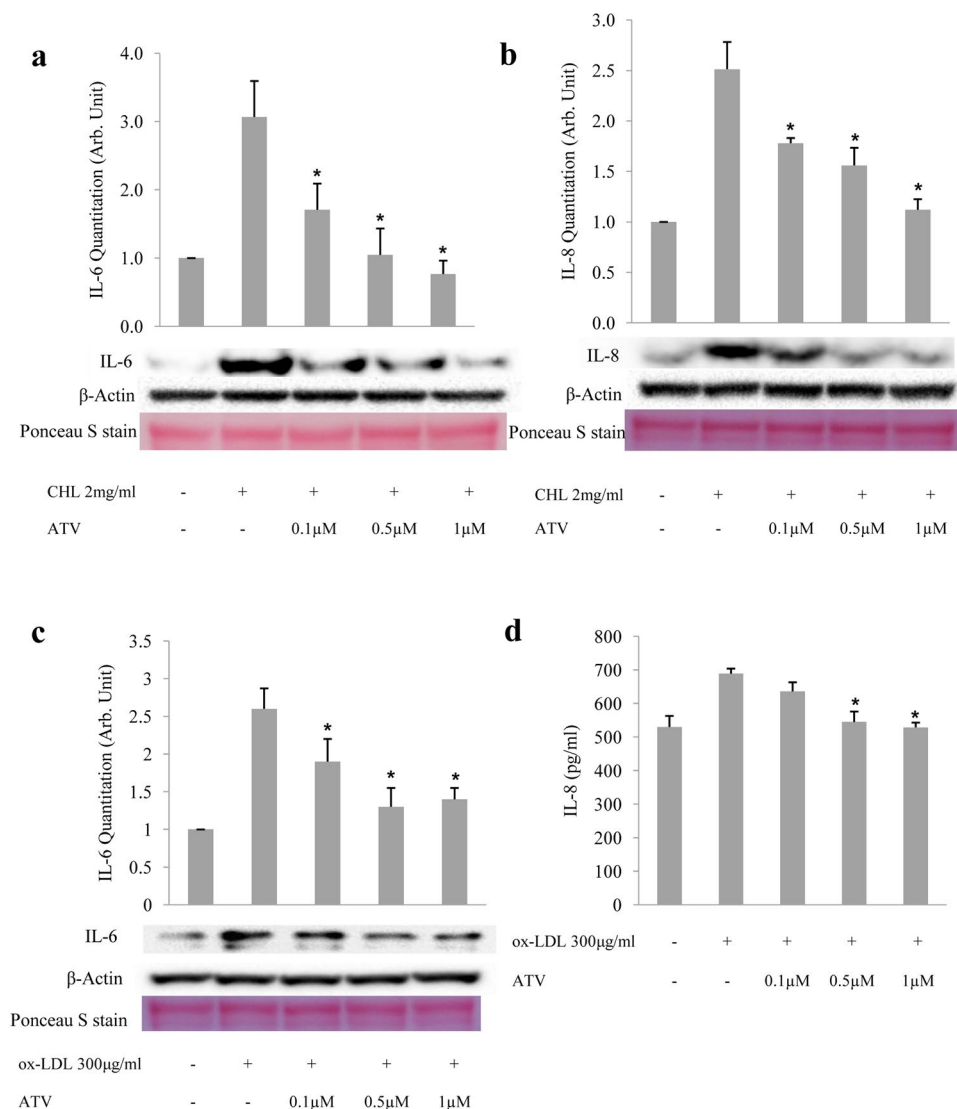 a
IL-6 Quantitation (Arb. Unit)
4.0
3.0
2.0
1.0
0.0
* * *
IL-6
β-Actin
Ponceau S stain
CHL 2mg/ml - + + + +
ATV - - 0.1µM 0.5µM 1µM
b
IL-8 Quantitation (Arb. Unit)
3.0
2.5
2.0
1.5
1.0
0.5
0.0
* * *
IL-8
β-Actin
Ponceau S stain
CHL 2mg/ml - + + + +
ATV - - 0.1µM 0.5µM 1µM
c
IL-6 Quantitation (Arb. Unit)
3.5
3
2.5
2
1.5
1
0.5
0
* * *
IL-6
β-Actin
Ponceau S stain
ox-LDL 300µg/ml - + + + +
ATV - - 0.1µM 0.5µM 1µM
d
IL-8 (pg/ml)
800
700
600
500
400
300
200
100
0
* *
ox-LDL 300µg/ml - + + + +
ATV - - 0.1µM 0.5µM 1µM